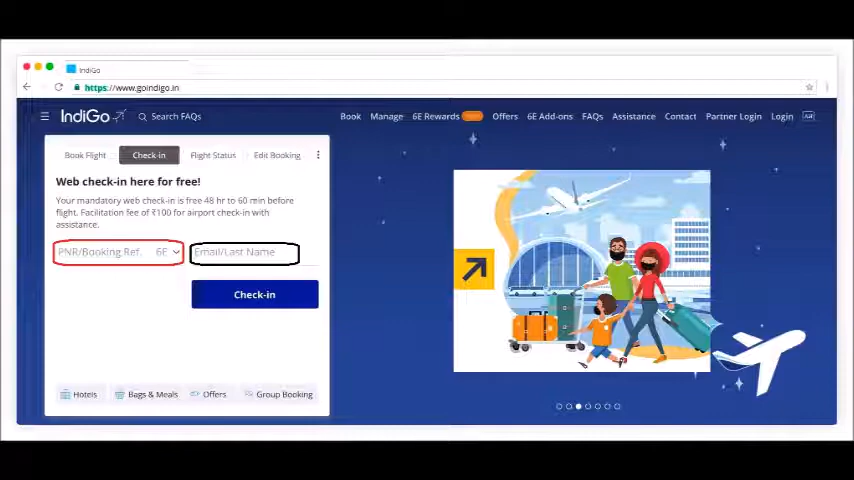 IndiGo
https://www.goindigo.in
IndiGo
Search FAQs
Book Manage 6E Rewards Offers 6E Add-ons FAQs Assistance Contact Partner Login Login
Book Flight Check-in Flight Status Edit Booking
Web check-in here for free!
Your mandatory web check-in is free 48 hr to 60 min before
flight. Facilitation fee of ₹100 for airport check-in with
assistance.
PNR/Booking Ref. 6E Email/Last Name
Check-in
Hotels Bags & Meals Offers Group Booking